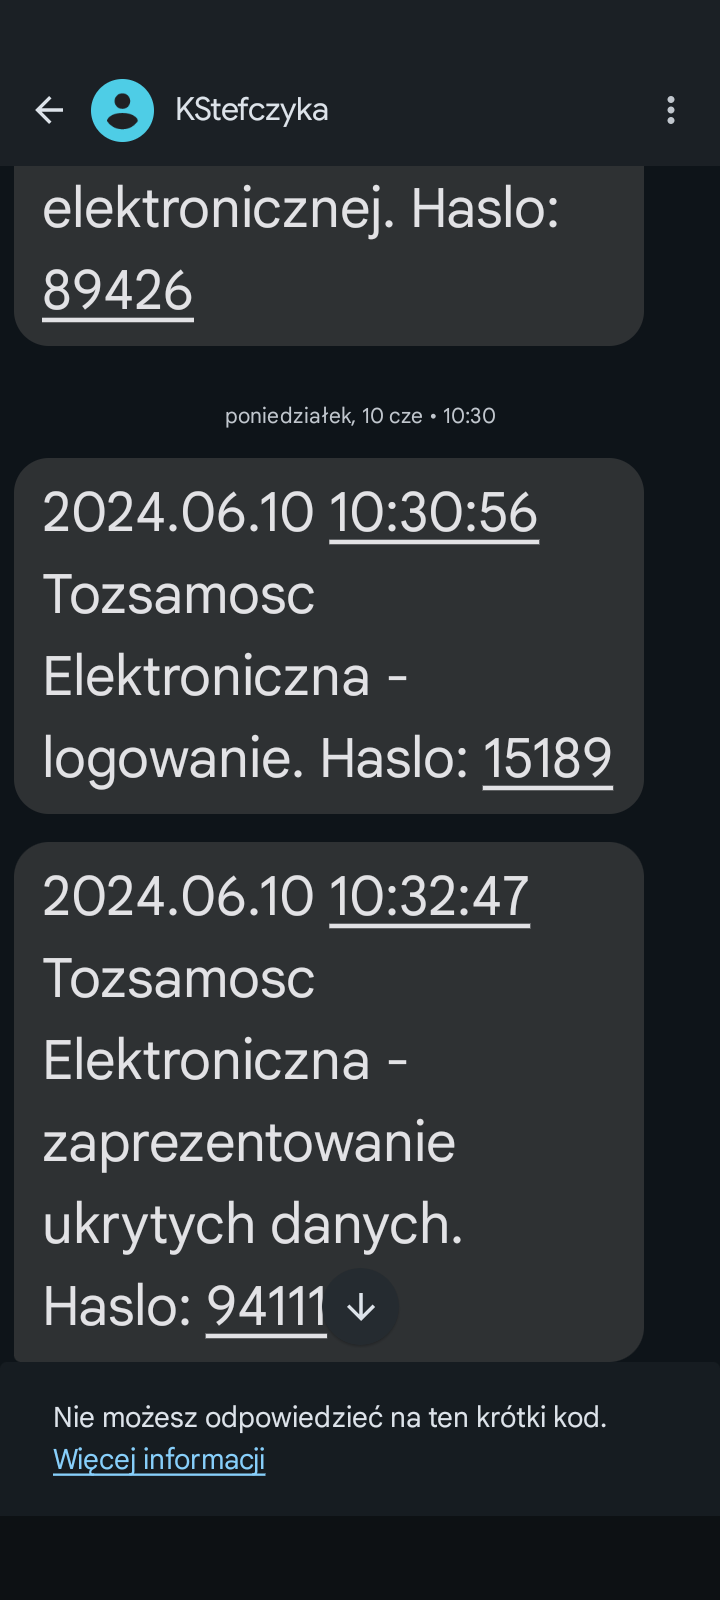 KStefczyka
elektronicznej. Haslo:
89426
poniedziałek, 10 cze • 10:30
2024.06.10 10:30:56
Tozsamosc
Elektroniczna -
logowanie. Haslo: 15189
2024.06.10 10:32:47
Tozsamosc
Elektroniczna -
zaprezentowanie
ukrytych danych.
Haslo: 94111
Nie możesz odpowiedzieć na ten krótki kod.
Więcej informacji